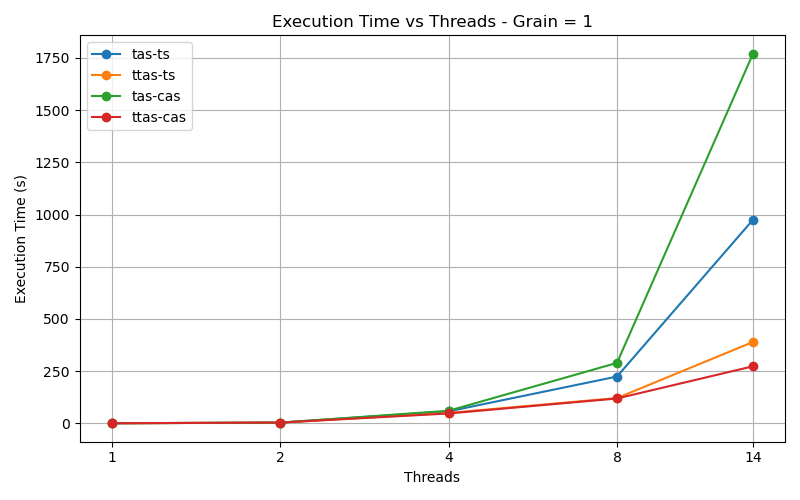 Execution Time vs Threads - Grain = 1
tas-ts
ttas-ts
tas-cas
ttas-cas
Execution Time (s)
1750
1500
1250
1000
750
500
250
0
1 2 4 8 14
Threads